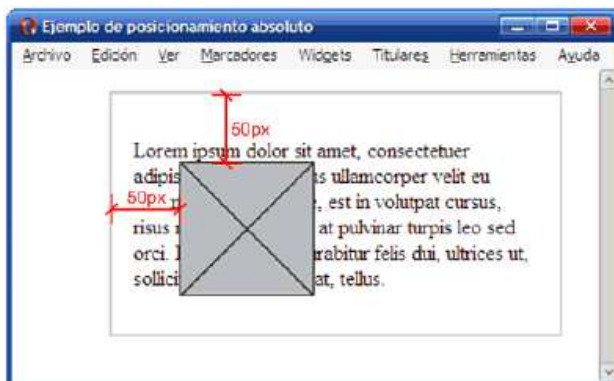 Ejemplo de posicionamiento absoluto
Archivo Edición Ver Marcadores Widgets Titulares Herramientas Ayuda
50px
Lorem ipsum dolor sit amet, consectetuer
adipis us ullamcorper velit eu
50px , est in volutpat cursus,
risus at pulvinar turpis leo sed
orci. urabitur felis dui, ultrices ut,
sollici at, tellus.